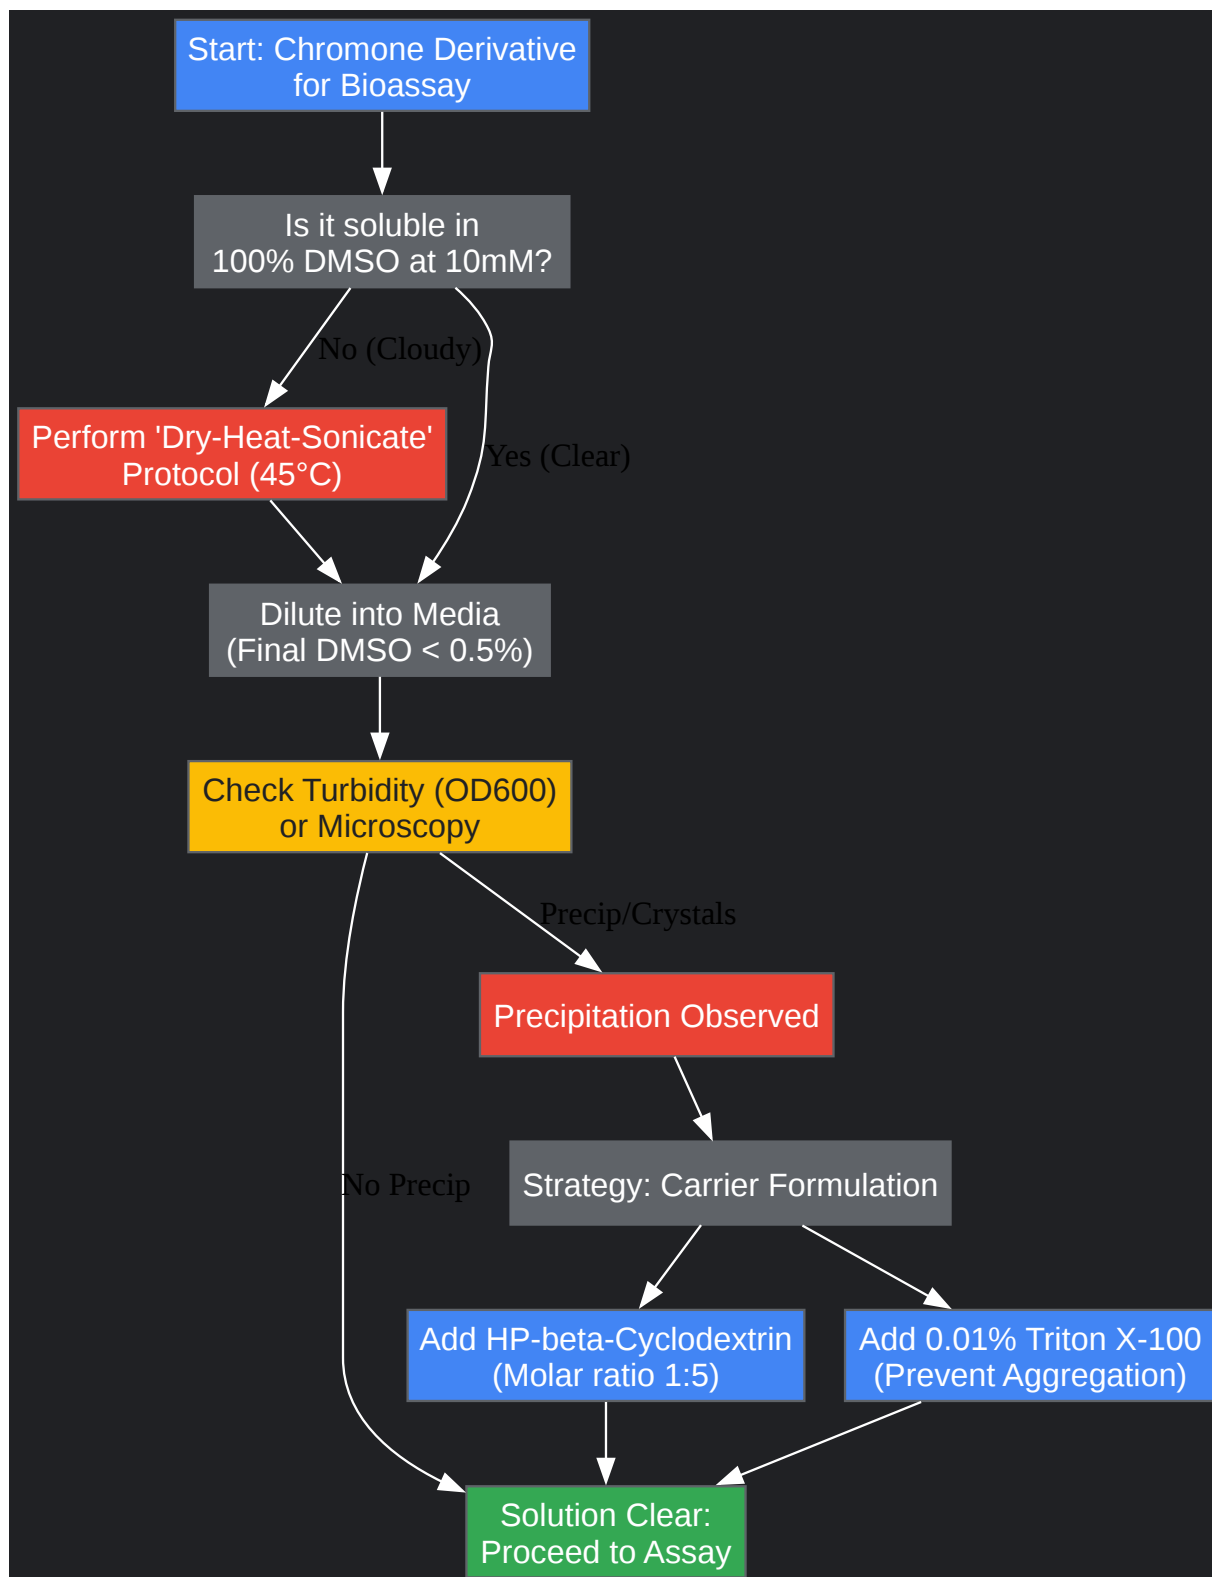 Start: Chromone Derivative
for Bioassay
Is it soluble in
100% DMSO at 10mM?
No (Cloudy)
Perform 'Dry-Heat-Sonicate'
Protocol (45°C)
Yes (Clear)
Dilute into Media
(Final DMSO < 0.5%)
Check Turbidity (OD600)
or Microscopy
Precip/Crystals
Precipitation Observed
No Precip
Strategy: Carrier Formulation
Add HP-beta-Cyclodextrin
(Molar ratio 1:5)
Add 0.01% Triton X-100
(Prevent Aggregation)
Solution Clear:
Proceed to Assay